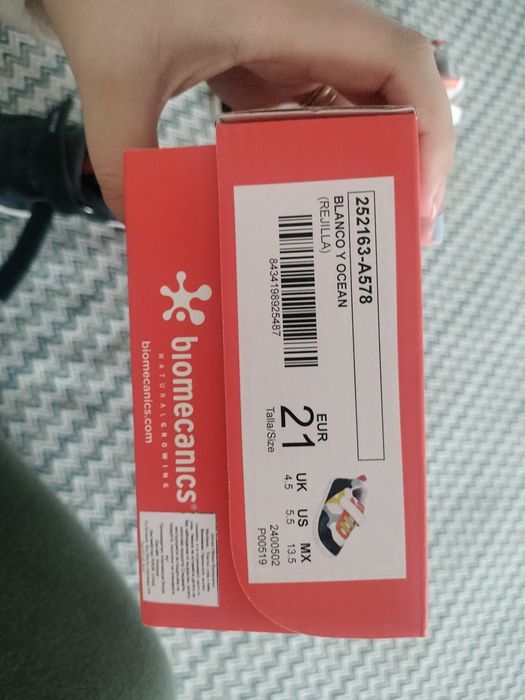 252163-A578
BLANCO Y OCEAN
(REJILLA)
8434198925487
EUR
21
Talla/Size
UK US MX
4.5 5.5 13.5
2400502
P00519
biomecanics®
NATURALGROWING
biomecanics.com